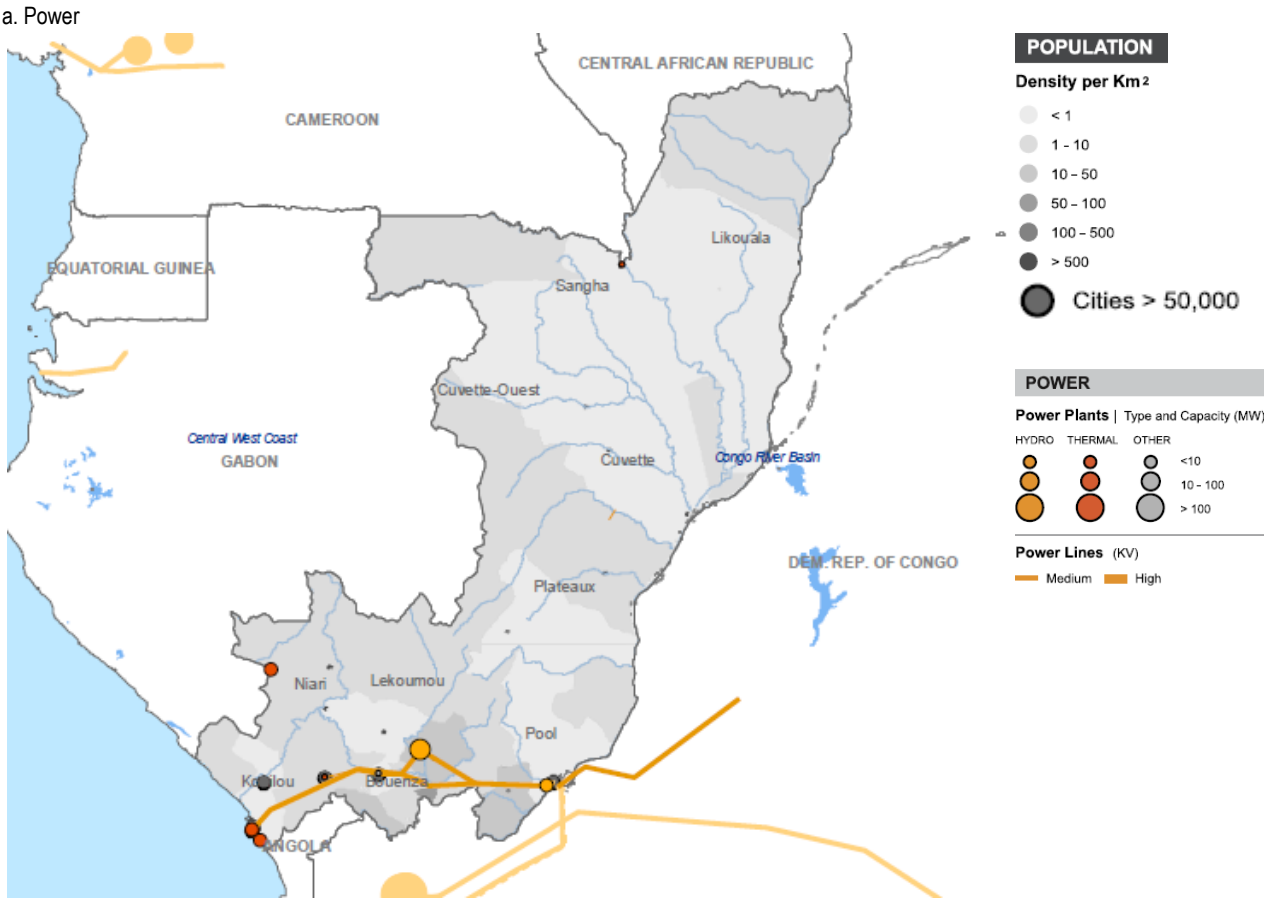 a. Power
CENTRAL AFRICAN REPUBLIC
CAMEROON
EQUATORIAL GUINEA
Likouala
Sangha
Cuvette-Ouest
Central West Coast
GABON
Cuvette
Congo River Basin
DEM. REP. OF CONGO
Plateaux
Niari
Lekoumou
Pool
Kouilou
Bouenza
ANGOLA
POPULATION
Density per Km2
< 1
1 - 10
10 - 50
50 - 100
100 - 500
> 500
Cities > 50,000
POWER
Power Plants | Type and Capacity (MW)
HYDRO THERMAL OTHER
<10
10 - 100
> 100
Power Lines (KV)
Medium High